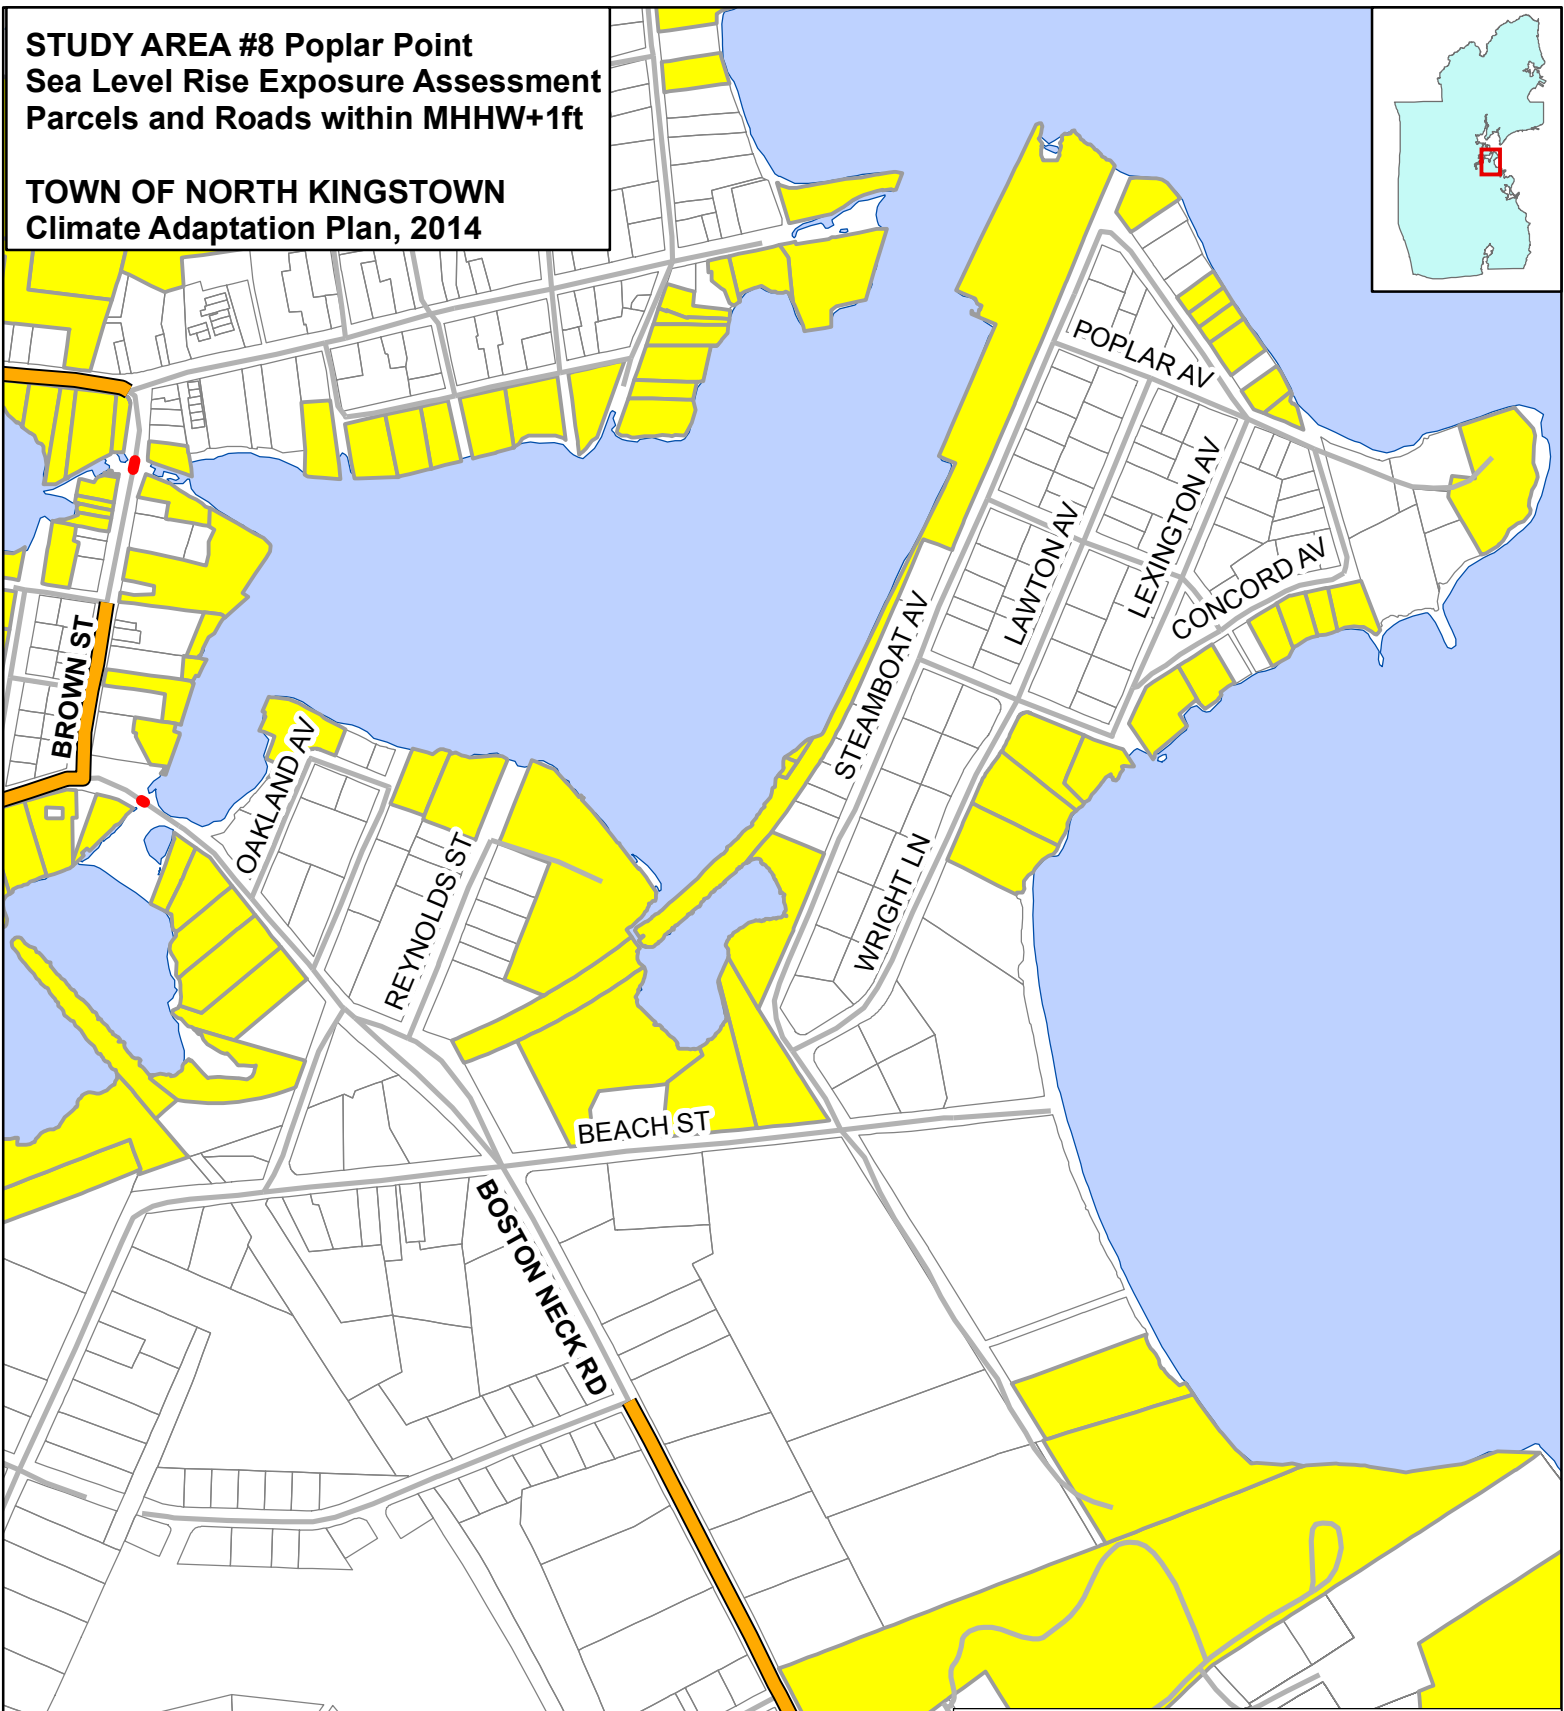 STUDY AREA #8 Poplar Point
Sea Level Rise Exposure Assessment
Parcels and Roads within MHHW+1ft
TOWN OF NORTH KINGSTOWN
Climate Adaptation Plan, 2014
POPLAR AV
LEXINGTON AV
LAWTON AV
CONCORD AV
STEAMBOAT AV
BROWN ST
OAKLAND AV
REYNOLDS ST
WRIGHT LN
BEACH ST
BOSTON NECK RD